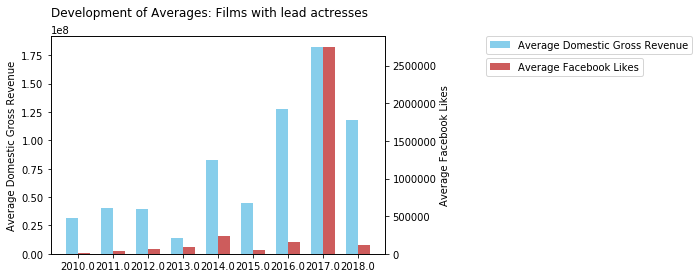 Development of Averages: Films with lead actresses
1e8
Average Domestic Gross Revenue
Average Facebook Likes
1.75
1.50
1.25
1.00
0.75
0.50
0.25
0.00
Average Domestic Gross Revenue
2500000
2000000
1500000
1000000
500000
0
Average Facebook Likes
2010.0 2011.0 2012.0 2013.0 2014.0 2015.0 2016.0 2017.0 2018.0